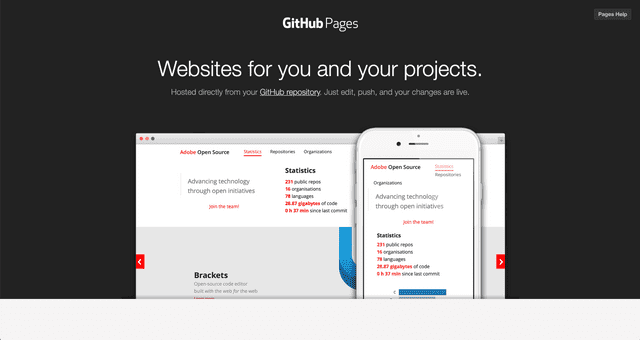 GitHub Pages
Pages Help
Websites for you and your projects.
Hosted directly from your GitHub repository. Just edit, push, and your changes are live.
Adobe Open Source
Statistics
Repositories
Organizations
Advancing technology
through open initiatives
Join the team!
Statistics
231 public repos
16 organisations
78 languages
28.87 gigabytes of code
0 h 37 min since last commit
Brackets
Open source code editor
built with the web for the web.
Adobe Open Source
Statistics
Repositories
Organizations
Advancing technology
through open initiatives
Join the team!
Statistics
231 public repos
16 organisations
78 languages
28.87 gigabytes of code
0 h 37 min since last commit
C